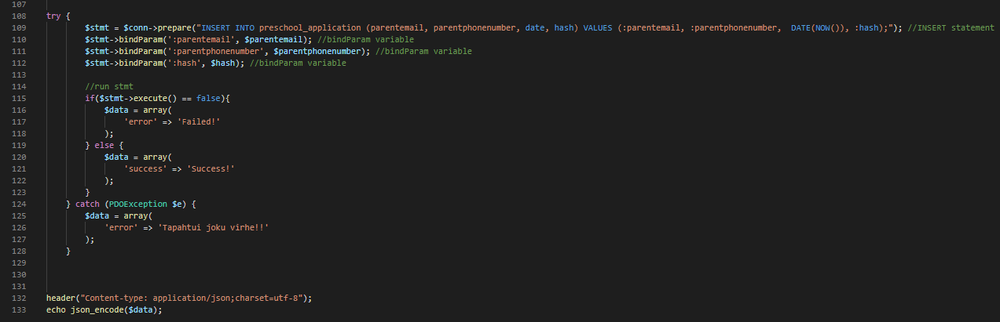 107
108 try {
109 $stmt = $conn->prepare("INSERT INTO preschool_application (parentemail, parentphonenumber, date, hash) VALUES (:parentemail, :parentphonenumber,  DATE(NOW()), :hash);"); //INSERT statement
110 $stmt->bindParam(':parentemail', $parentemail); //bindParam variable
111 $stmt->bindParam(':parentphonenumber', $parentphonenumber); //bindParam variable
112 $stmt->bindParam(':hash', $hash); //bindParam variable
113
114 //run stmt
115 if($stmt->execute() == false){
116 $data = array(
117 'error' => 'Failed!'
118 );
119 } else {
120 $data = array(
121 'success' => 'Success!'
122 );
123 }
124 } catch (PDOException $e) {
125 $data = array(
126 'error' => 'Tapahtui joku virhe!!'
127 );
128 }
129
130
131
132 header("Content-type: application/json;charset=utf-8");
133 echo json_encode($data);